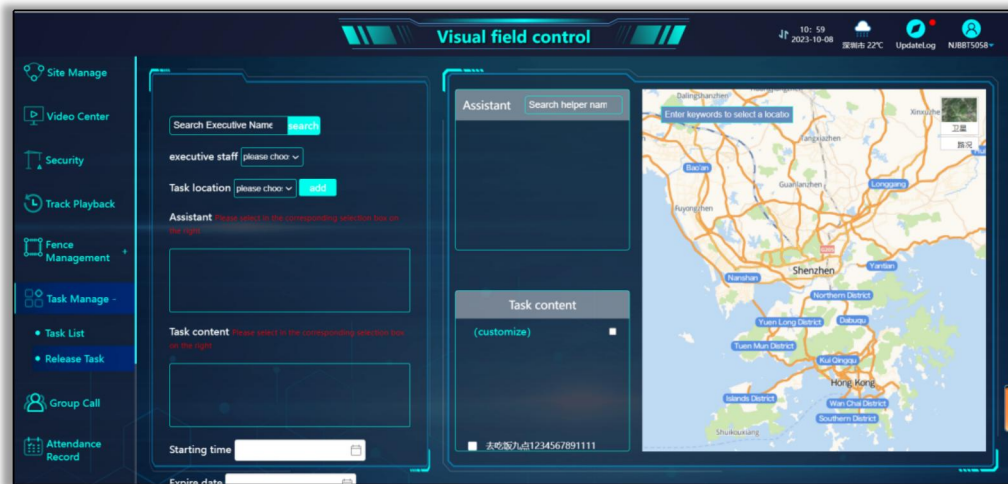 Visual field control
10: 59
2023-10-08
深圳市 22℃
UpdateLog
NJBBT5058
Site Manage
Video Center
Security
Track Playback
Fence
Management +
Task Manage -
Task List
Release Task
Group Call
Attendance
Record
Search Executive Name
search
executive staff
please choo:
Task location
please choo:
add
Assistant Please select in the corresponding selection box on
the right
Task content Please select in the corresponding selection box
on the right
Starting time
Expire date
Assistant
Search helper nam
Task content
(customize)
去吃饭九点1234567891111
Enter keywords to select a locatio
卫星
路况
Dalingshanzhen
Tangxiazhen
Bao'an
Guanlanzhen
Longgang
Shenzhen
Nanshan
Yantian
Northern District
Yuen Long District
Dabuqu
Tuen Mun District
Kui Qingqu
Hong Kong
Islands District
Wan Chai District
Southern District
Shuikouxiang